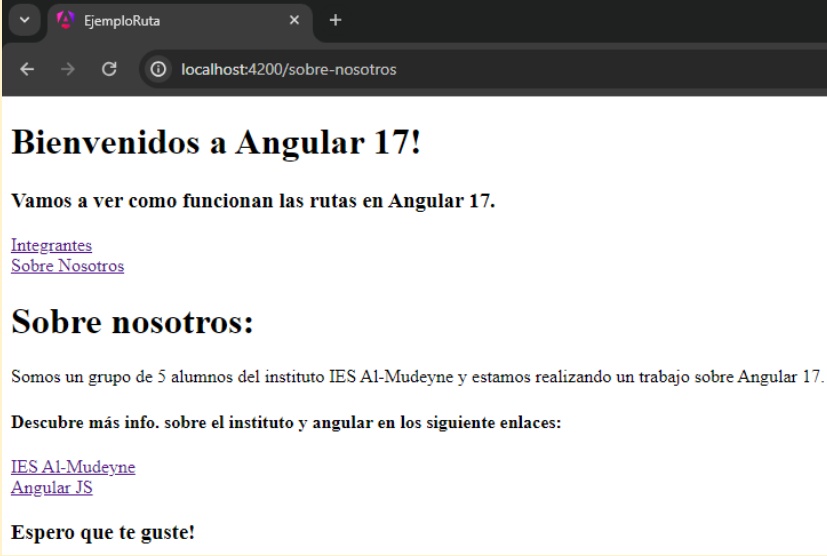 EjemploRuta
localhost:4200/sobre-nosotros
Bienvenidos a Angular 17!
Vamos a ver como funcionan las rutas en Angular 17.
Integrantes
Sobre Nosotros
Sobre nosotros:
Somos un grupo de 5 alumnos del instituto IES Al-Mudeyne y estamos realizando un trabajo sobre Angular 17.
Descubre más info. sobre el instituto y angular en los siguiente enlaces:
IES Al-Mudeyne
Angular JS
Espero que te guste!